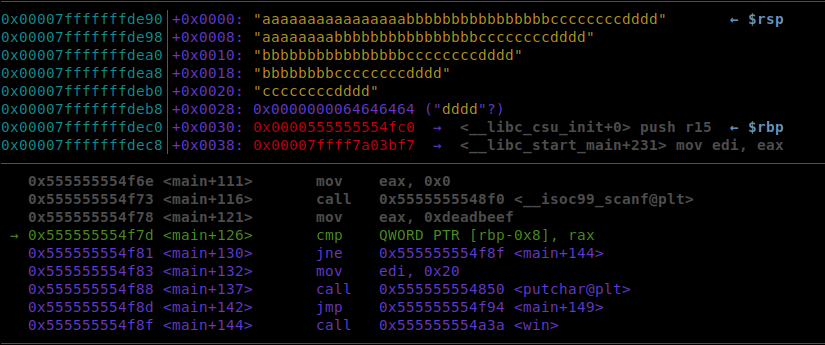 0x00007fffffffde90|+0x0000: "aaaaaaaaaaaaaaaabbbbbbbbbbbbbbbbccccccccdddd" ← $rsp
0x00007fffffffde98|+0x0008: "aaaaaaaabbbbbbbbbbbbbbbbccccccccdddd"
0x00007fffffffdea0|+0x0010: "bbbbbbbbbbbbbbbbccccccccdddd"
0x00007fffffffdea8|+0x0018: "bbbbbbbbccccccccdddd"
0x00007fffffffdeb0|+0x0020: "ccccccccdddd"
0x00007fffffffdeb8|+0x0028: 0x0000000064646464 ("dddd"?)
0x00007fffffffdec0|+0x0030: 0x0000555555554fc0 → <__libc_csu_init+0> push r15 ← $rbp
0x00007fffffffdec8|+0x0038: 0x00007ffff7a03bf7 → <__libc_start_main+231> mov edi, eax
0x555555554f6e <main+111> mov eax, 0x0
0x555555554f73 <main+116> call 0x5555555548f0 <__isoc99_scanf@plt>
0x555555554f78 <main+121> mov eax, 0xdeadbeef
→ 0x555555554f7d <main+126> cmp QWORD PTR [rbp-0x8], rax
0x555555554f81 <main+130> jne 0x555555554f8f <main+144>
0x555555554f83 <main+132> mov edi, 0x20
0x555555554f88 <main+137> call 0x555555554850 <putchar@plt>
0x555555554f8d <main+142> jmp 0x555555554f94 <main+149>
0x555555554f8f <main+144> call 0x555555554a3a <win>